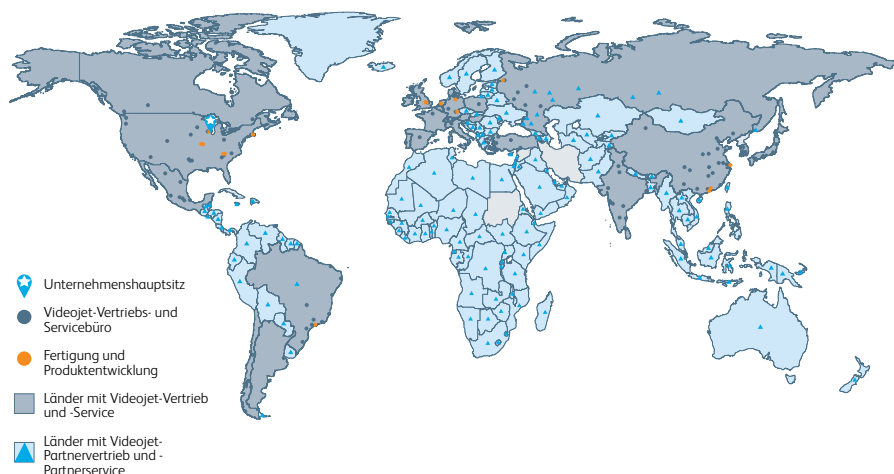 Unternehmenshauptsitz
Videojet-Vertriebs- und
Servicebüro
Fertigung und
Produktentwicklung
Länder mit Videojet-Vertrieb
und -Service
Länder mit Videojet-
Partnervertrieb und -
Partnerservice